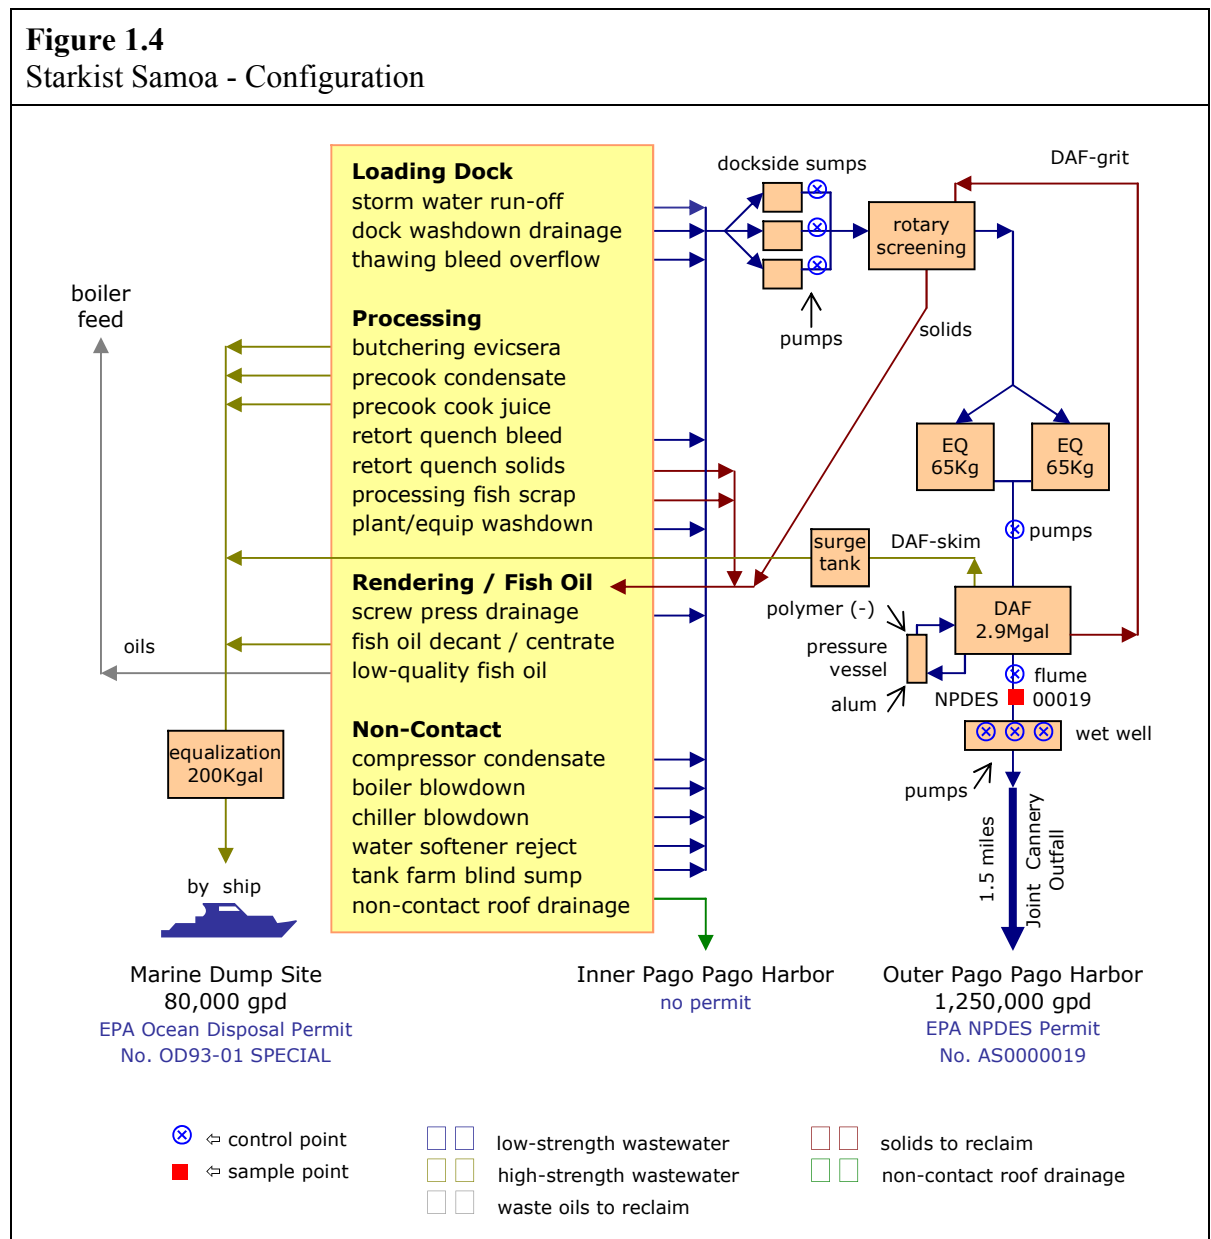 Figure 1.4
Starkist Samoa - Configuration
Loading Dock
storm water run-off
dock washdown drainage
thawing bleed overflow
Processing
butchering evicsera
precook condensate
precook cook juice
retort quench bleed
retort quench solids
processing fish scrap
plant/equip washdown
Rendering / Fish Oil
screw press drainage
fish oil decant / centrate
low-quality fish oil
Non-Contact
compressor condensate
boiler blowdown
chiller blowdown
water softener reject
tank farm blind sump
non-contact roof drainage
boiler
feed
oils
equalization
200Kgal
by ship
dockside sumps
pumps
rotary
screening
DAF-grit
solids
EQ
65Kg
EQ
65Kg
pumps
surge
tank
DAF-skim
DAF
2.9Mgal
polymer (-)
pressure
vessel
alum
flume
NPDES 00019
wet well
pumps
1.5 miles
Joint Cannery
Outfall
Marine Dump Site
80,000 gpd
EPA Ocean Disposal Permit
No. OD93-01 SPECIAL
Inner Pago Pago Harbor
no permit
Outer Pago Pago Harbor
1,250,000 gpd
EPA NPDES Permit
No. AS0000019
⇦ control point
⇦ sample point
low-strength wastewater
high-strength wastewater
waste oils to reclaim
solids to reclaim
non-contact roof drainage